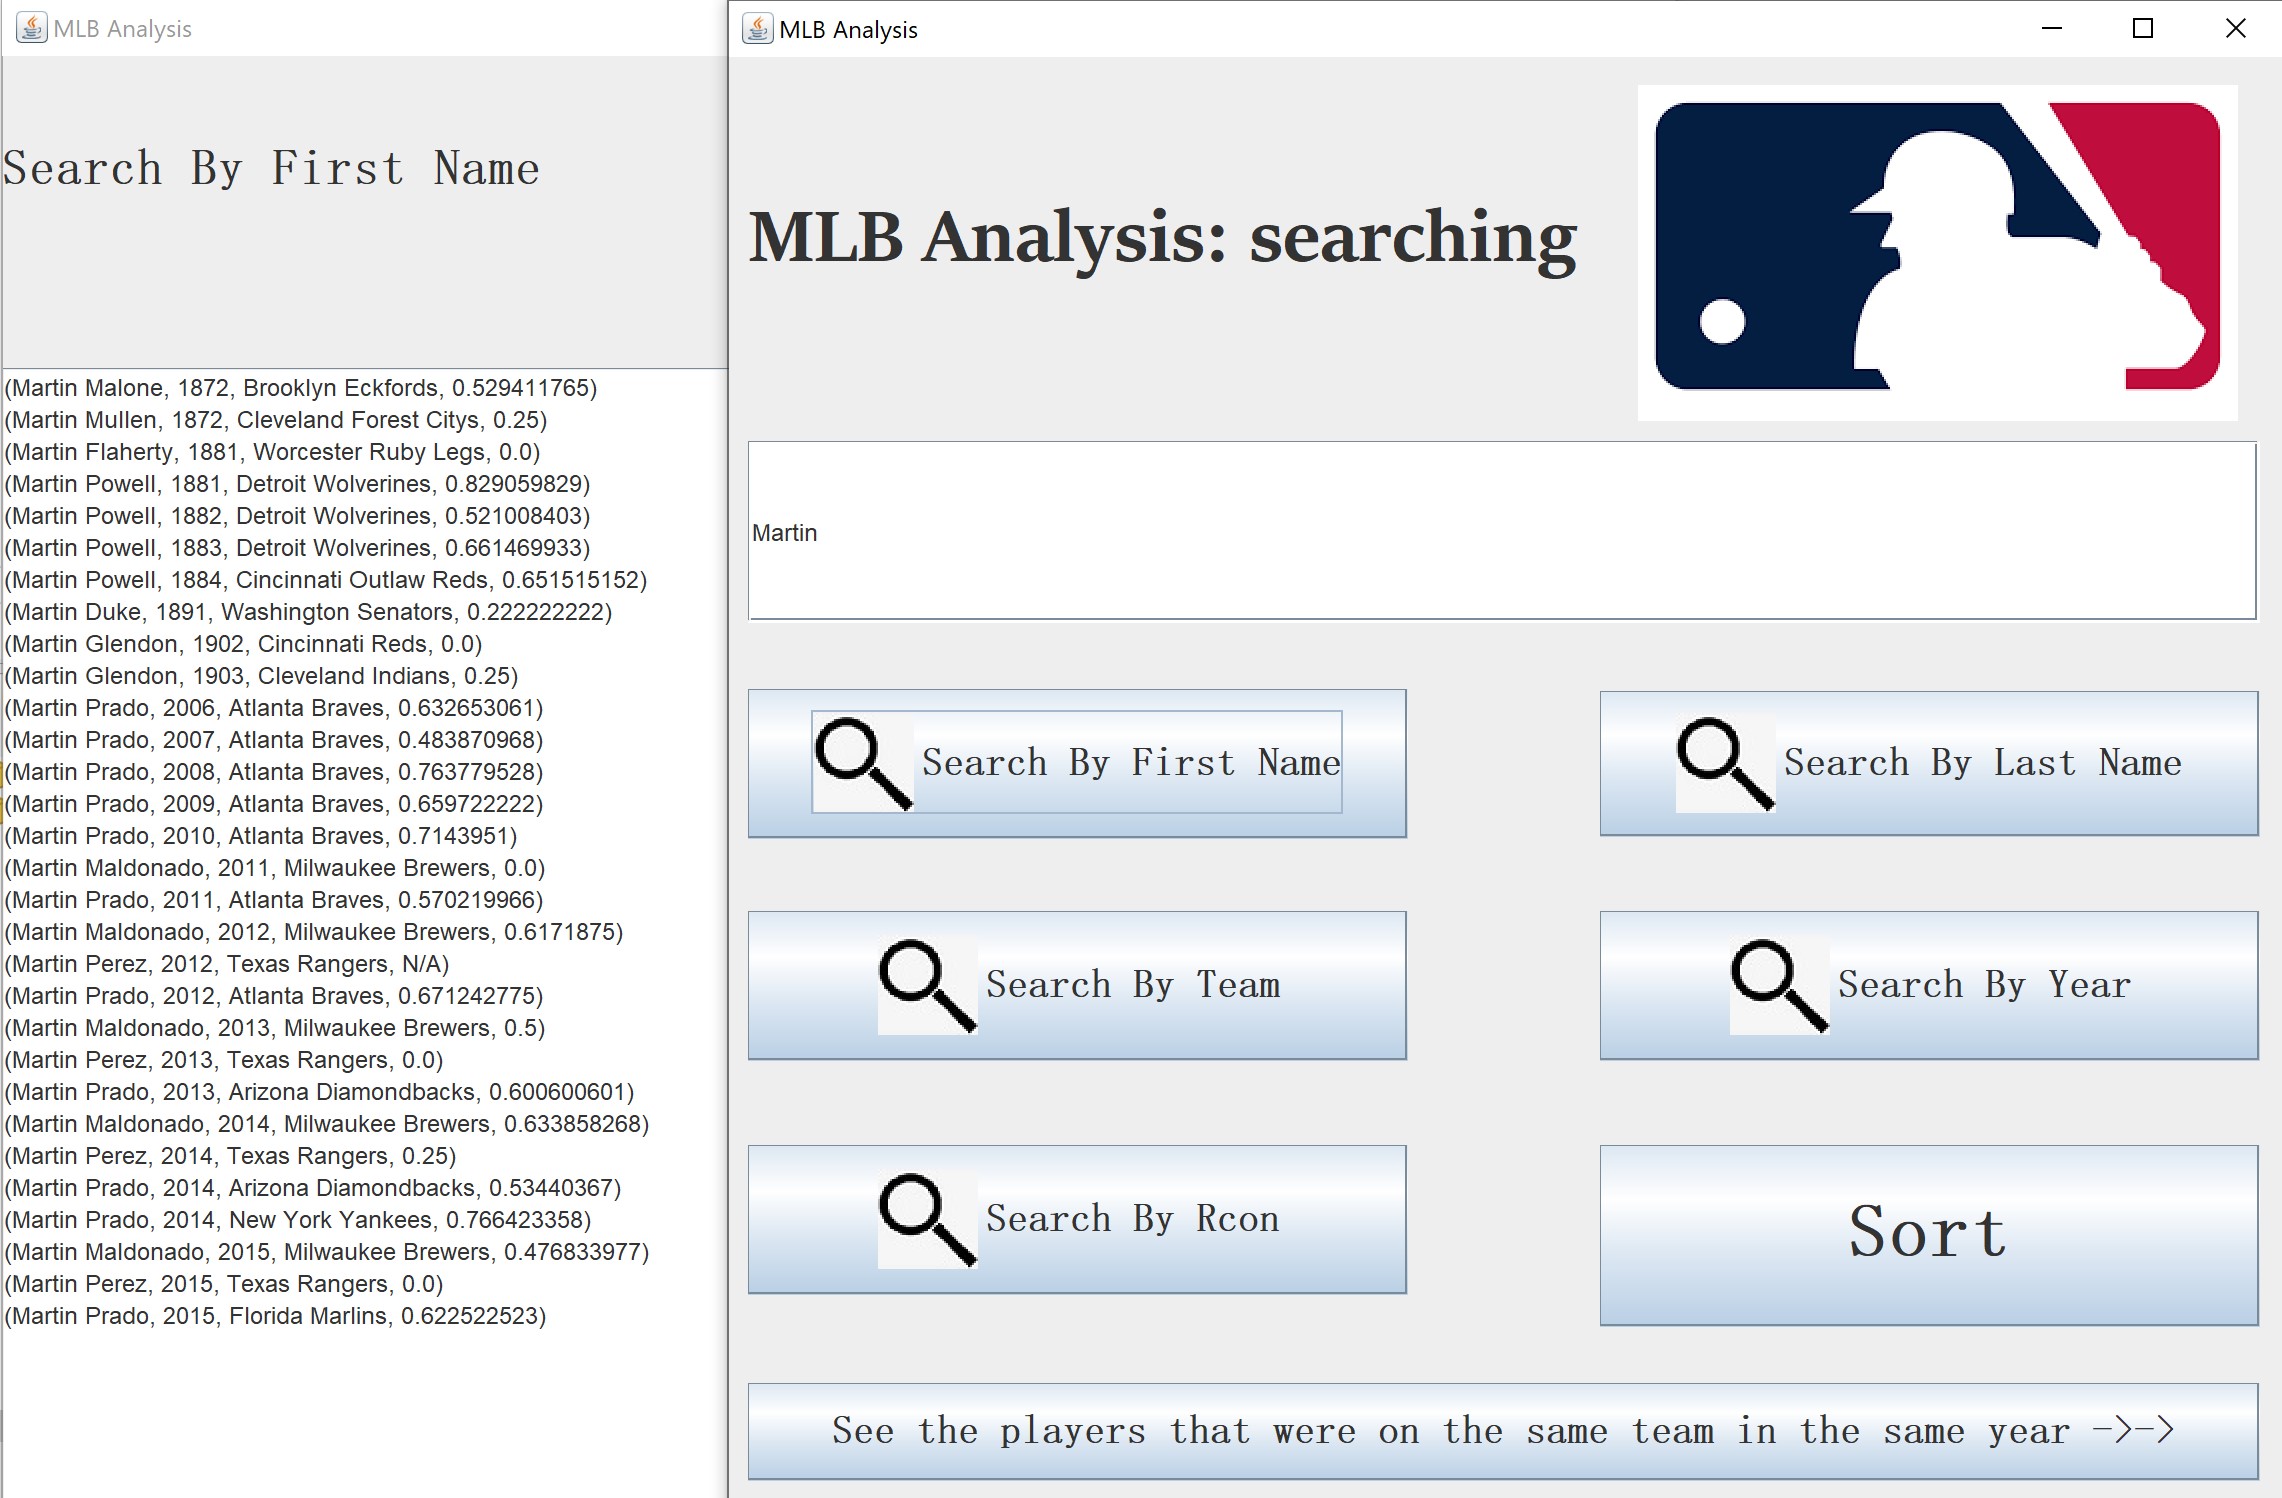 MLB Analysis
Search By First Name
(Martin Malone, 1872, Brooklyn Eckfords, 0.529411765)
(Martin Mullen, 1872, Cleveland Forest Citys, 0.25)
(Martin Flaherty, 1881, Worcester Ruby Legs, 0.0)
(Martin Powell, 1881, Detroit Wolverines, 0.829059829)
(Martin Powell, 1882, Detroit Wolverines, 0.521008403)
(Martin Powell, 1883, Detroit Wolverines, 0.661469933)
(Martin Powell, 1884, Cincinnati Outlaw Reds, 0.651515152)
(Martin Duke, 1891, Washington Senators, 0.222222222)
(Martin Glendon, 1902, Cincinnati Reds, 0.0)
(Martin Glendon, 1903, Cleveland Indians, 0.25)
(Martin Prado, 2006, Atlanta Braves, 0.632653061)
(Martin Prado, 2007, Atlanta Braves, 0.483870968)
(Martin Prado, 2008, Atlanta Braves, 0.763779528)
(Martin Prado, 2009, Atlanta Braves, 0.659722222)
(Martin Prado, 2010, Atlanta Braves, 0.7143951)
(Martin Maldonado, 2011, Milwaukee Brewers, 0.0)
(Martin Prado, 2011, Atlanta Braves, 0.570219966)
(Martin Maldonado, 2012, Milwaukee Brewers, 0.6171875)
(Martin Perez, 2012, Texas Rangers, N/A)
(Martin Prado, 2012, Atlanta Braves, 0.671242775)
(Martin Maldonado, 2013, Milwaukee Brewers, 0.5)
(Martin Perez, 2013, Texas Rangers, 0.0)
(Martin Prado, 2013, Arizona Diamondbacks, 0.600600601)
(Martin Maldonado, 2014, Milwaukee Brewers, 0.633858268)
(Martin Perez, 2014, Texas Rangers, 0.25)
(Martin Prado, 2014, Arizona Diamondbacks, 0.53440367)
(Martin Prado, 2014, New York Yankees, 0.766423358)
(Martin Maldonado, 2015, Milwaukee Brewers, 0.476833977)
(Martin Perez, 2015, Texas Rangers, 0.0)
(Martin Prado, 2015, Florida Marlins, 0.622522523)
MLB Analysis
MLB Analysis: searching
Martin
Search By First Name
Search By Last Name
Search By Team
Search By Year
Search By Rcon
Sort
See the players that were on the same team in the same year ->->